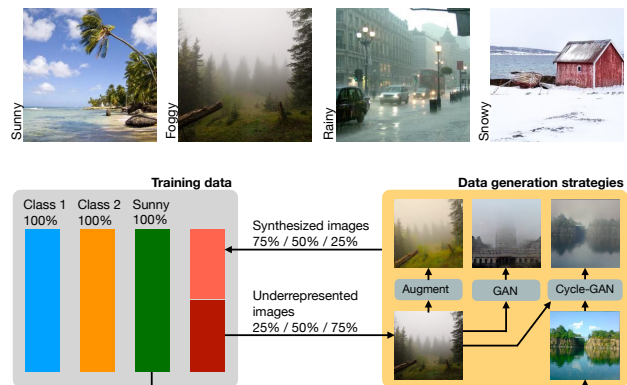 Sunny
Foggy
Rainy
Snowy
Training data
Data generation strategies
Class 1
100%
Class 2
100%
Sunny
100%
Synthesized images
75% / 50% / 25%
Underrepresented
images
25% / 50% / 75%
Augment
GAN
Cycle-GAN